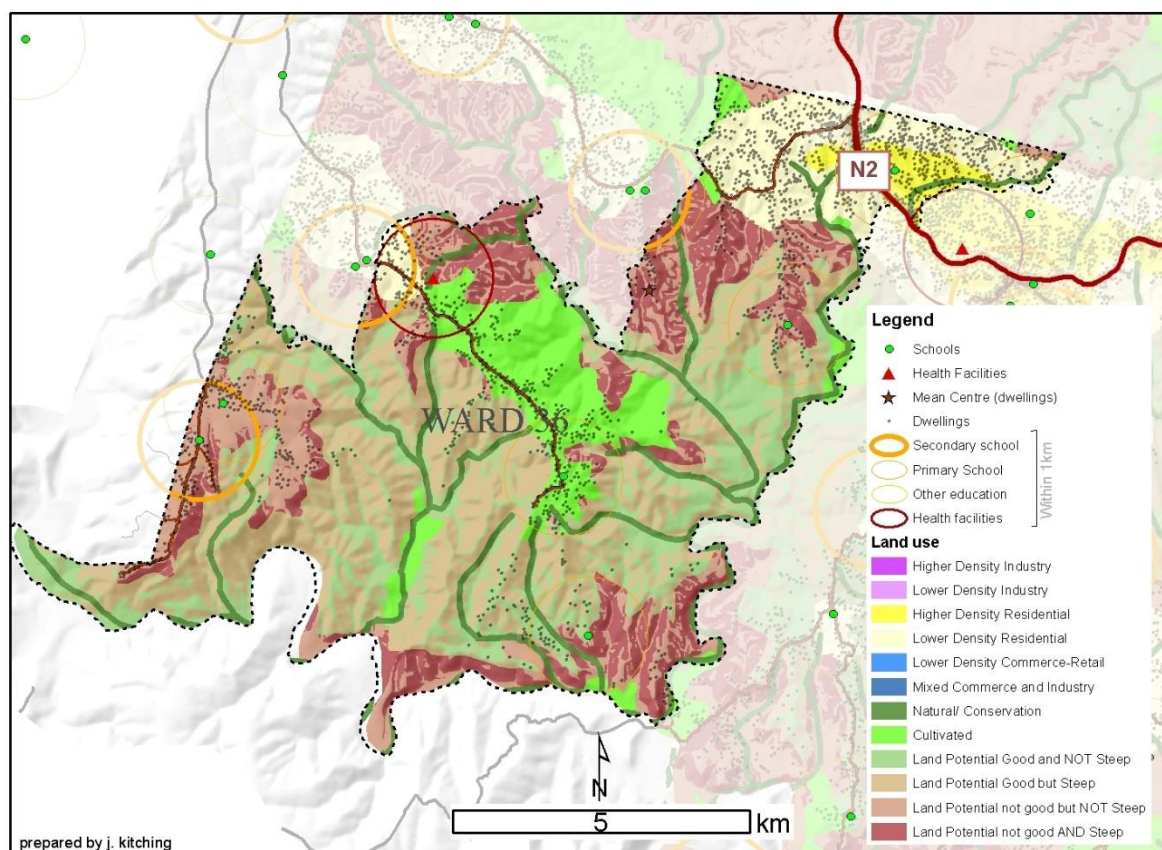 N2
WARD 36
Legend
Schools
Health Facilities
Mean Centre (dwellings)
Dwellings
Secondary school
Primary School
Other education
Health facilities
Within 1km
Land use
Higher Density Industry
Lower Density Industry
Higher Density Residential
Lower Density Residential
Lower Density Commerce-Retail
Mixed Commerce and Industry
Natural/ Conservation
Cultivated
Land Potential Good and NOT Steep
Land Potential Good but Steep
Land Potential not good but NOT Steep
Land Potential not good AND Steep
N
5
km
prepared by j. kitching